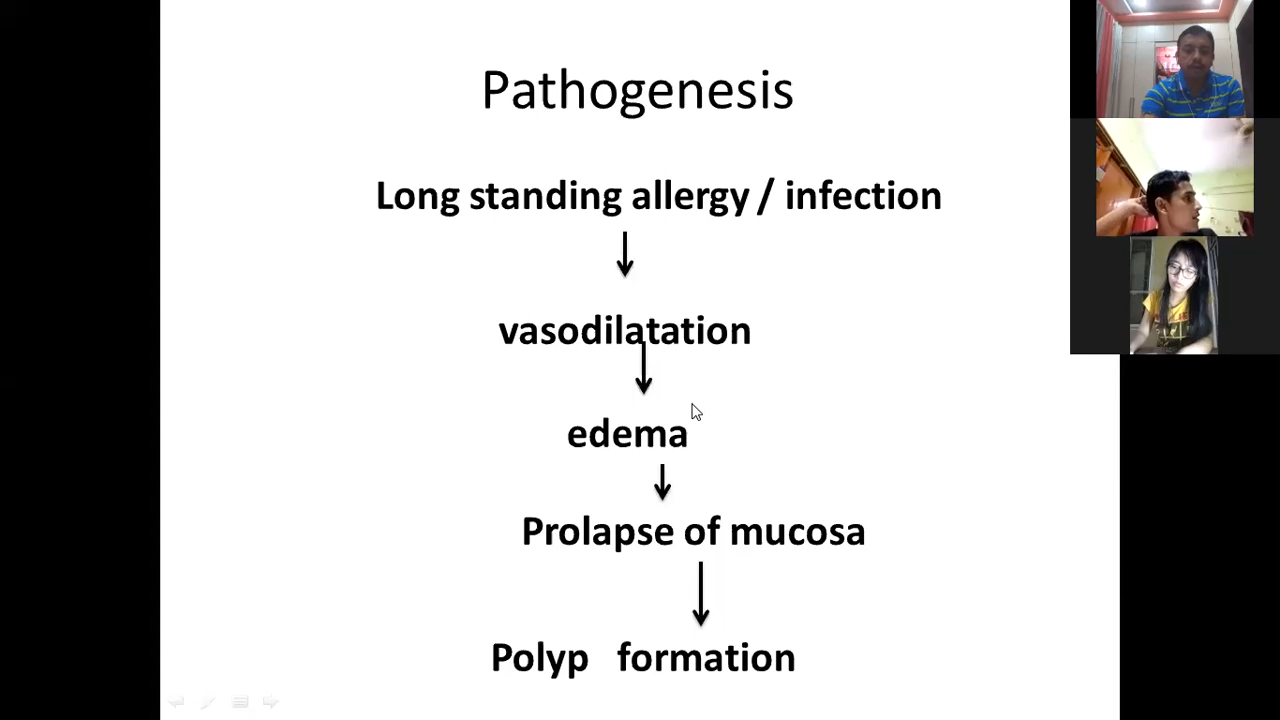 Pathogenesis
Long standing allergy / infection
vasodilatation
edema
Prolapse of mucosa
Polyp formation